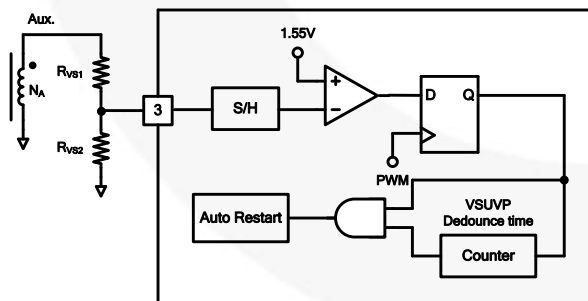 Aux.
1.55V
RVS1
NA
3
S/H
+
−
D
Q
RVS2
PWM
VSUVP
Dedounce time
Auto Restart
Counter